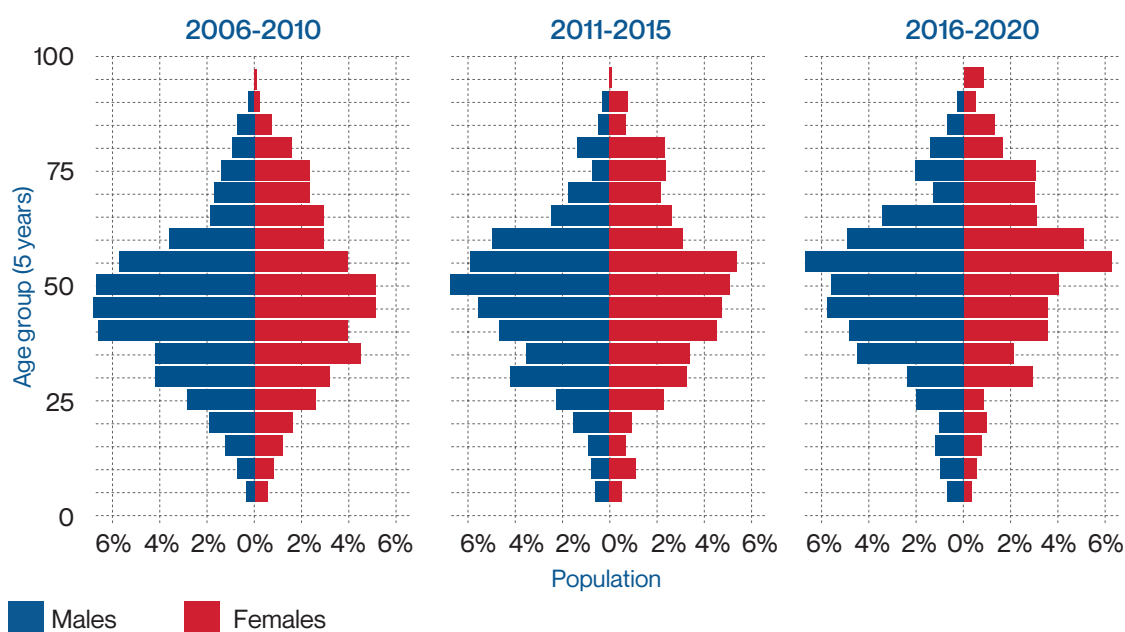 2006-2010 2011-2015 2016-2020
100
75
50
25
0
Age group (5 years)
6% 4% 2% 0% 2% 4% 6% 6% 4% 2% 0% 2% 4% 6% 6% 4% 2% 0% 2% 4% 6%
Population
Males Females